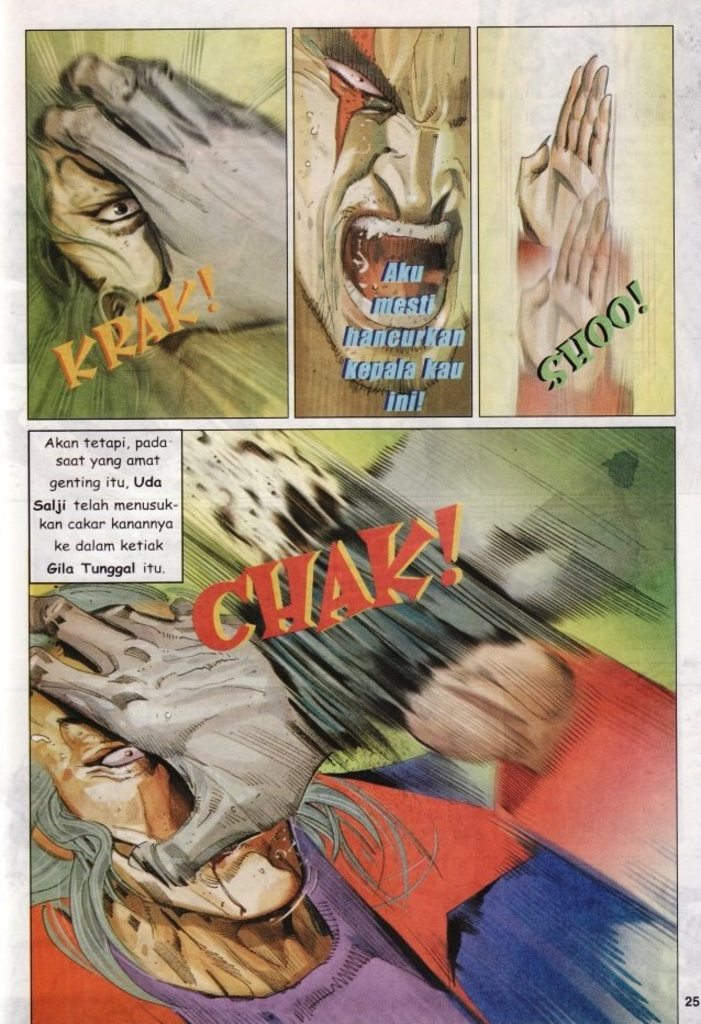 KRAK!
Aku
mesti
hancurkan
kepala kau
ini!
SHOO!
Akan tetapi, pada
saat yang amat
genting itu, Uda
Salji telah menusuk-
kan cakar kanannya
ke dalam ketiak
Gila Tunggal itu.
CHAK!
25